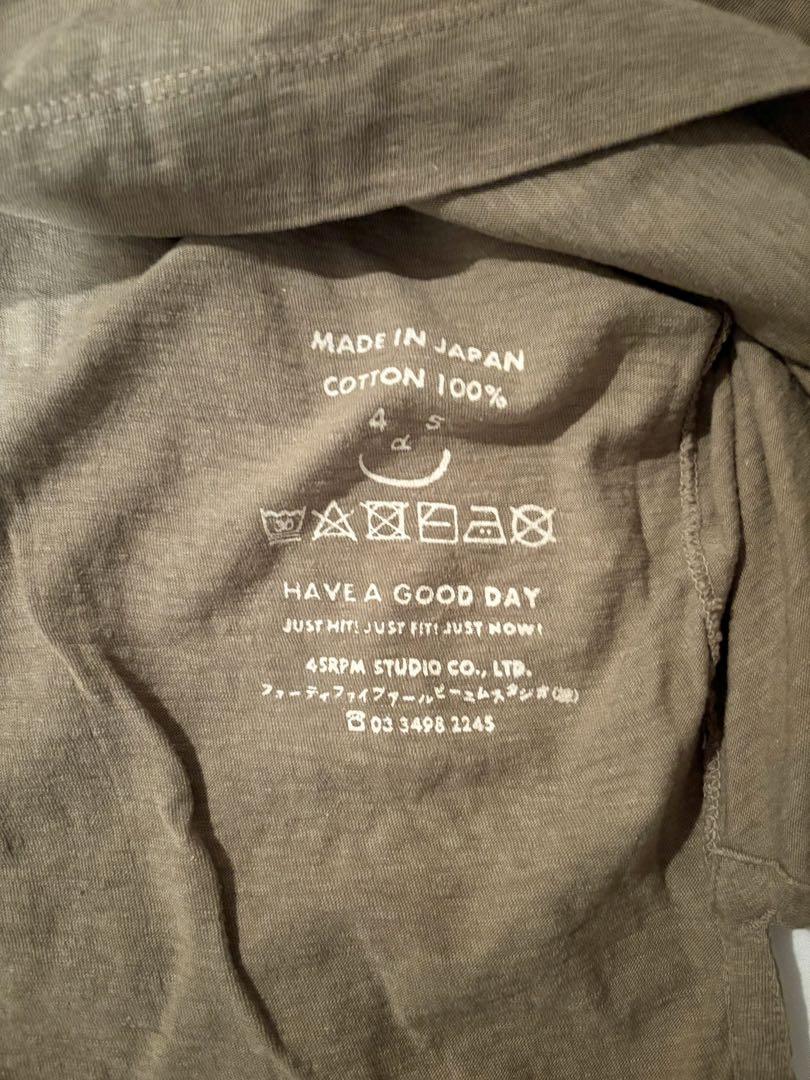 MADE IN JAPAN
COTTON 100%
4 d s
30
HAVE A GOOD DAY
JUST HIT! JUST FIT! JUST NOW!
45RPM STUDIO CO., LTD.
フォーティファイブアールピーエムスタジオ(株)
☎ 03 3498 2245